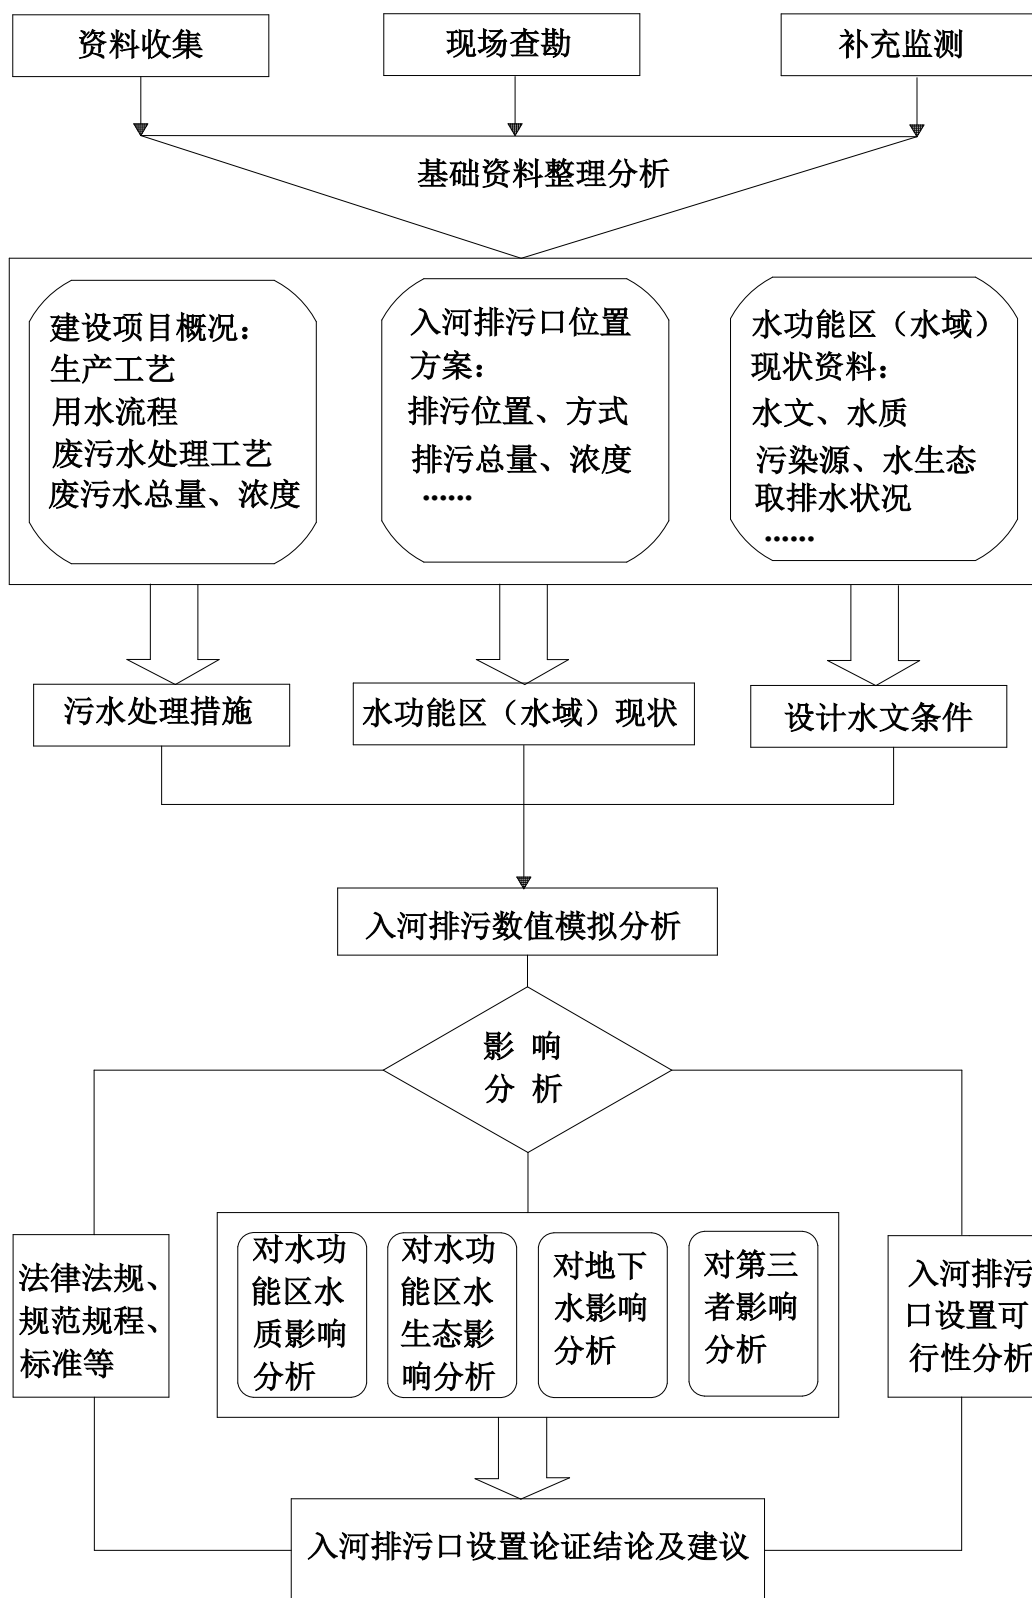 资料收集
现场查勘
补充监测
基础资料整理分析
建设项目概况：
生产工艺
用水流程
废污水处理工艺
废污水总量、浓度
入河排污口位置
方案：
排污位置、方式
排污总量、浓度
......
水功能区（水域）
现状资料：
水文、水质
污染源、水生态
取排水状况
......
污水处理措施
水功能区（水域）现状
设计水文条件
入河排污数值模拟分析
影 响
分 析
法律法规、
规范规程、
标准等
对水功
能区水
质影响
分析
对水功
能区水
生态影
响分析
对地下
水影响
分析
对第三
者影响
分析
入河排污
口设置可
行性分析
入河排污口设置论证结论及建议